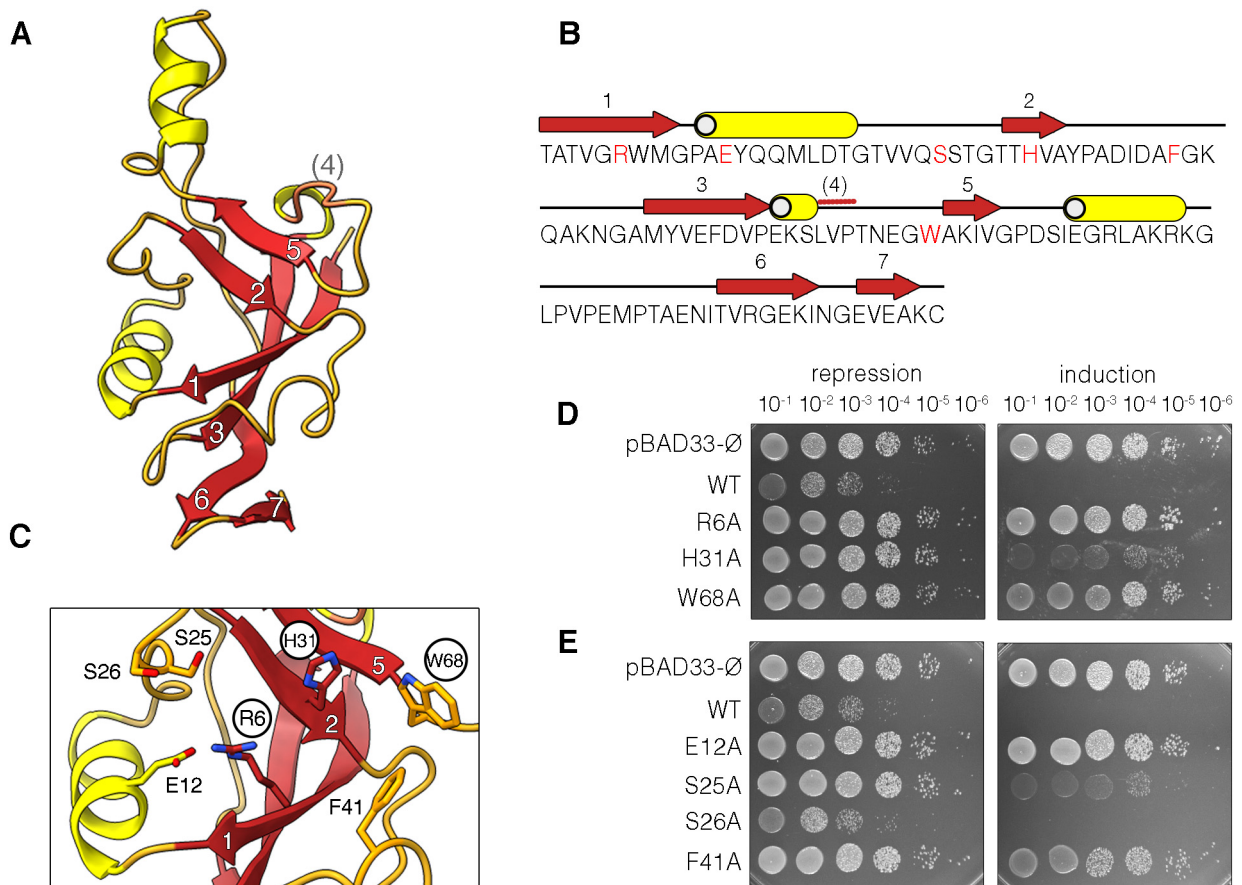 A
(4)
5
2
1
3
6
7
B
1 2
TATVGRWMGPAEYQQMLDTGTVVQSSTGTTHVAYPADIDAFGK
3 (4) 5
QAKNGAMYVEFDVPEKSLVPTNEGWAKIVGPDSIEGRLAKRKG
6 7
LPVPEMPTAENITVRGEKINGEVEAKC
C
S25
S26
H31
5
W68
R6
2
E12
F41
1
repression induction
D
10-1 10-2 10-3 10-4 10-5 10-6 10-1 10-2 10-3 10-4 10-5 10-6
pBAD33-Ø
WT
R6A
H31A
W68A
E
pBAD33-Ø
WT
E12A
S25A
S26A
F41A